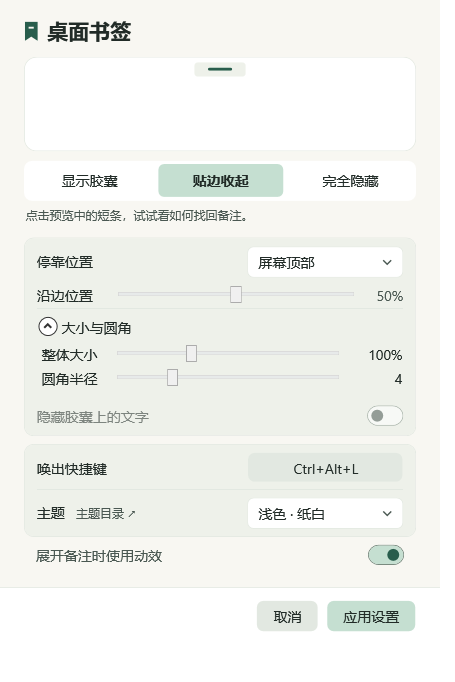 桌面书签
显示胶囊 贴边收起 完全隐藏
点击预览中的短条，试试看如何找回备注。
停靠位置 屏幕顶部
沿边位置 50%
大小与圆角
整体大小 100%
圆角半径 4
隐藏胶囊上的文字
唤出快捷键 Ctrl+Alt+L
主题 主题目录 ↗ 浅色 · 纸白
展开备注时使用动效
取消 应用设置